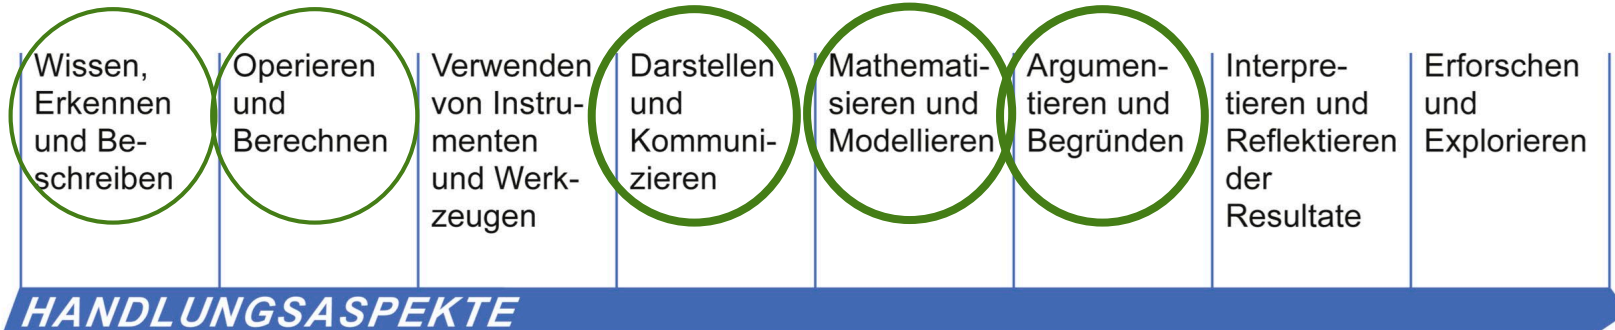 Wissen,
Erkennen
und Be-
schreiben
Operieren
und
Berechnen
Verwenden
von Instru-
menten
und Werk-
zeugen
Darstellen
und
Kommuni-
zieren
Mathemati-
sieren und
Modellieren
Argumen-
tieren und
Begründen
Interpre-
tieren und
Reflektieren
der
Resultate
Erforschen
und
Explorieren
HANDLUNGSASPEKTE